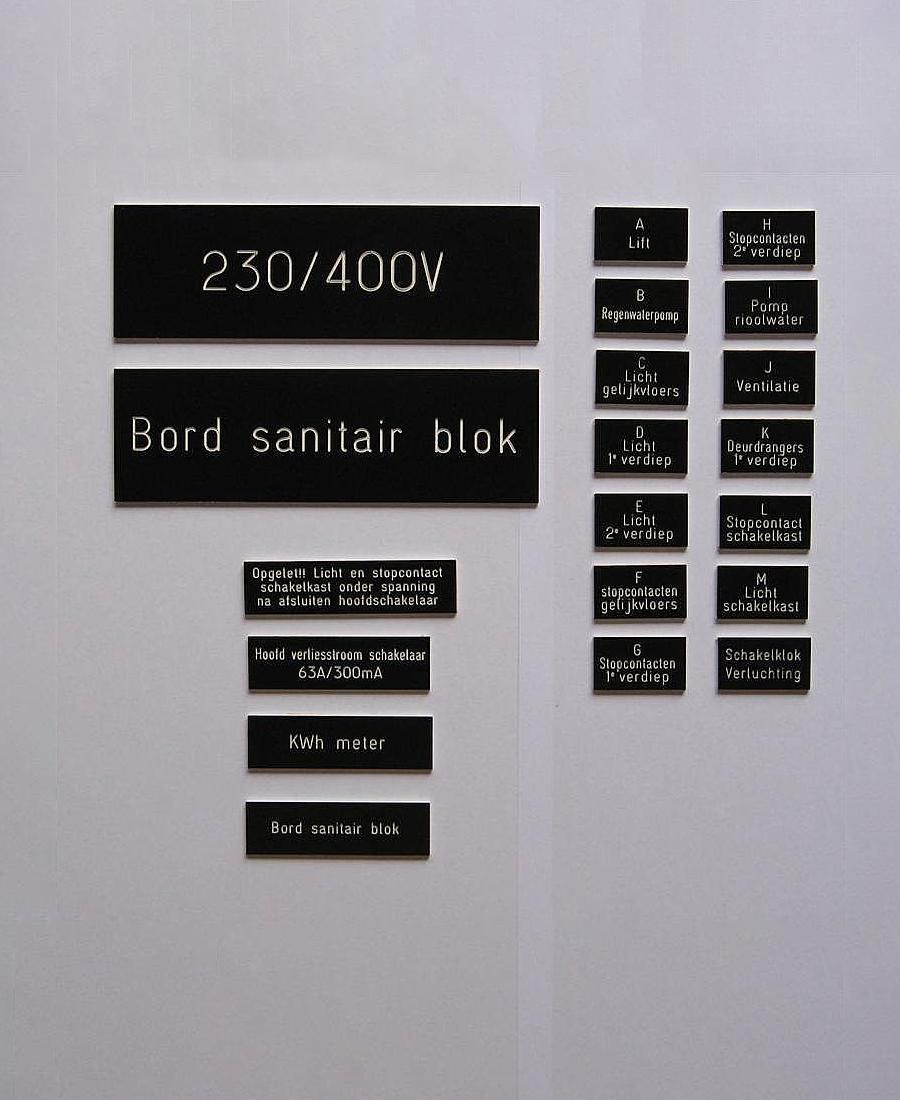 230/400V
Bord sanitair blok
Opgelet!! Licht en stopcontact
schakelkast onder spanning
na afsluiten hoofdschakelaar
Hoofd verliesstroom schakelaar
63A/300mA
KWh meter
Bord sanitair blok
A
Lift
B
Regenwaterpomp
C
Licht
gelijkvloers
D
Licht
1e verdiep
E
Licht
2e verdiep
F
stopcontacten
gelijkvloers
G
Stopcontacten
1e verdiep
H
Stopcontacten
2e verdiep
I
Pomp
rioolwater
J
Ventilatie
K
Deurdrangers
1e verdiep
L
Stopcontact
schakelkast
M
Licht
schakelkast
Schakelklok
Verluchting